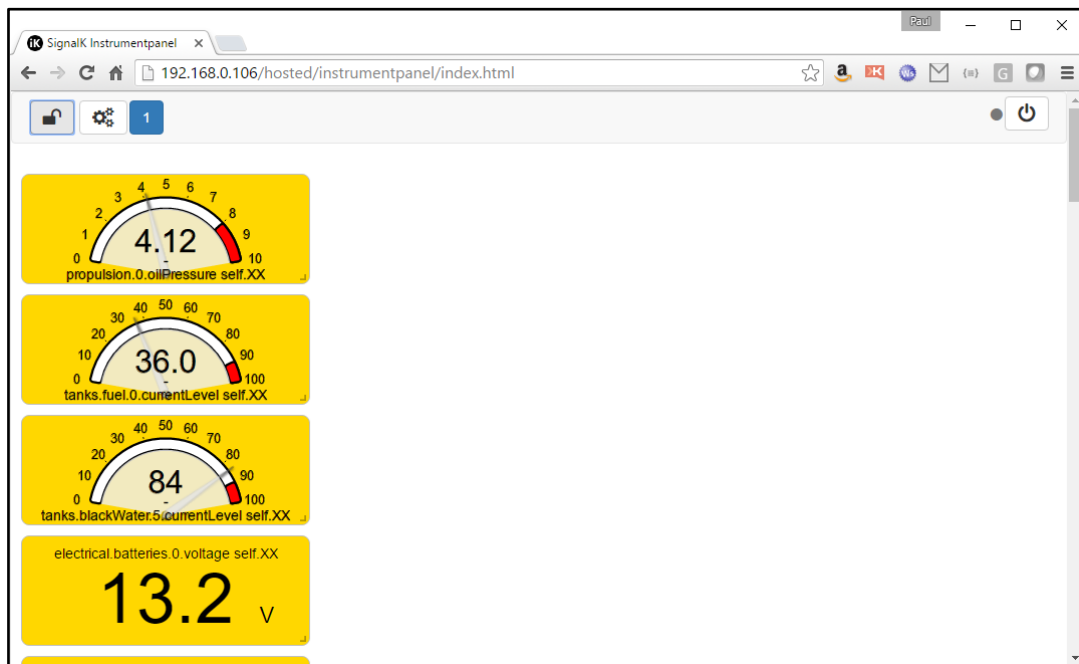 Paul
SignalK Instrumentpanel
192.168.0.106/hosted/instrumentpanel/index.html
1
0 1 2 3 4 5 6 7 8 9 10
4.12
-
propulsion.0.oilPressure self.XX
0 10 20 30 40 50 60 70 80 90 100
36.0
-
tanks.fuel.0.currentLevel self.XX
0 10 20 30 40 50 60 70 80 90 100
84
-
tanks.blackWater.5.currentLevel self.XX
electrical.batteries.0.voltage self.XX
13.2 V